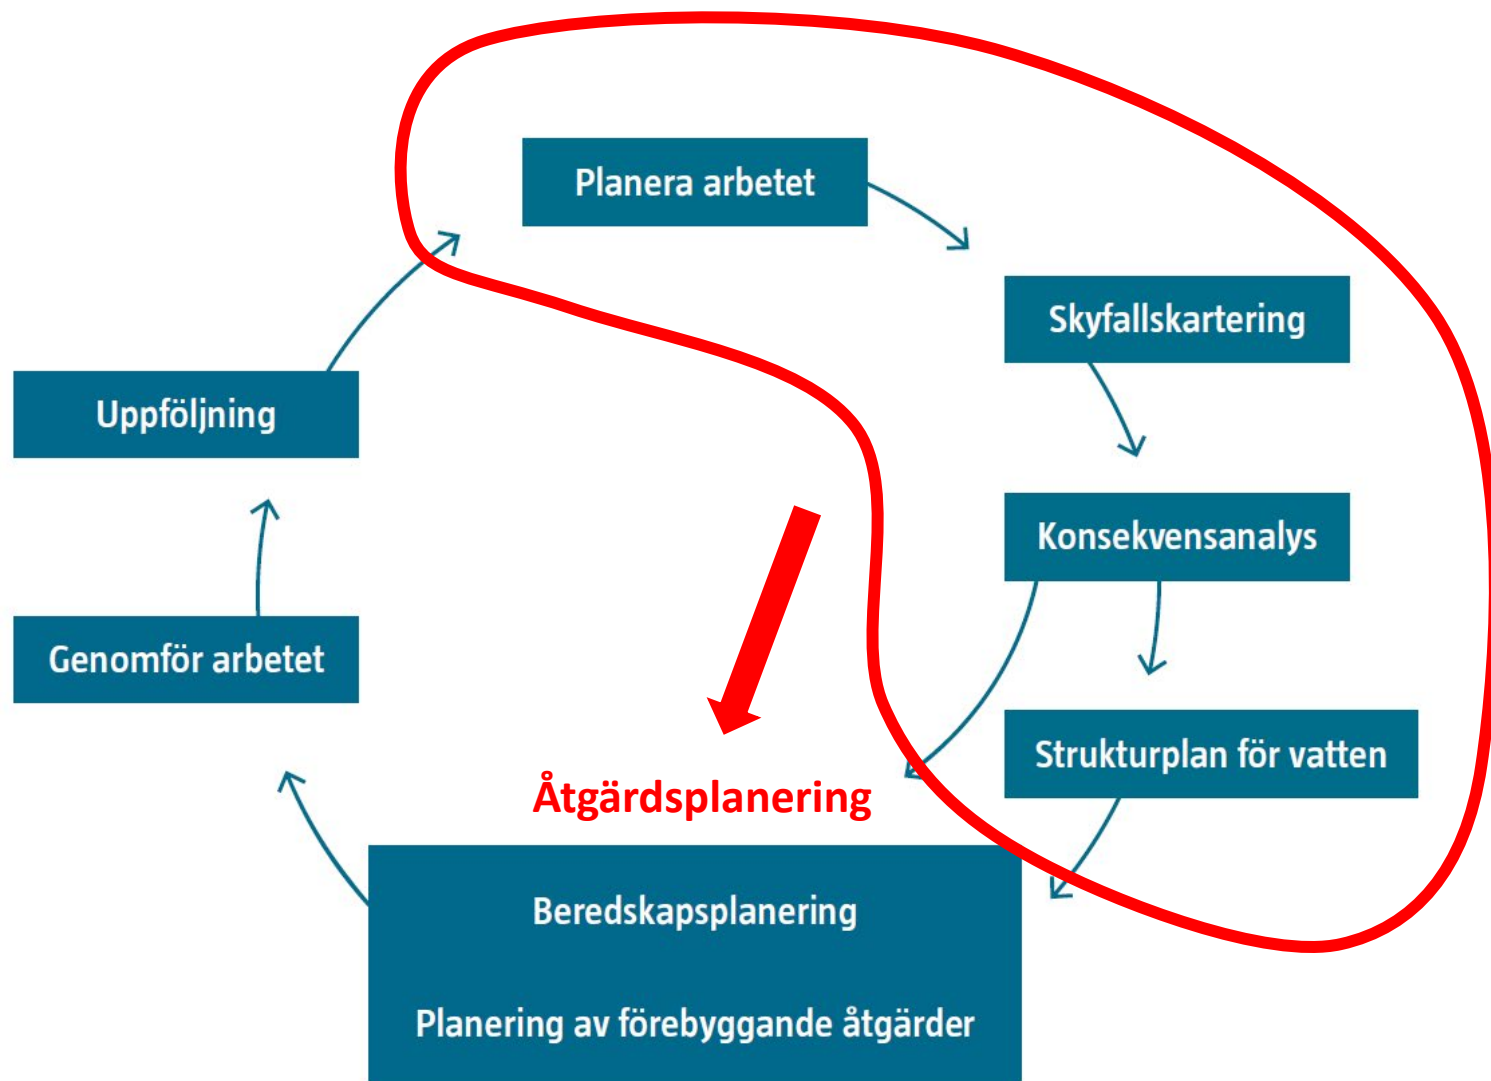 Planera arbetet
Skyfallskartering
Uppföljning
Konsekvensanalys
Genomför arbetet
Strukturplan för vatten
Åtgärdsplanering
Beredskapsplanering
Planering av förebyggande åtgärder